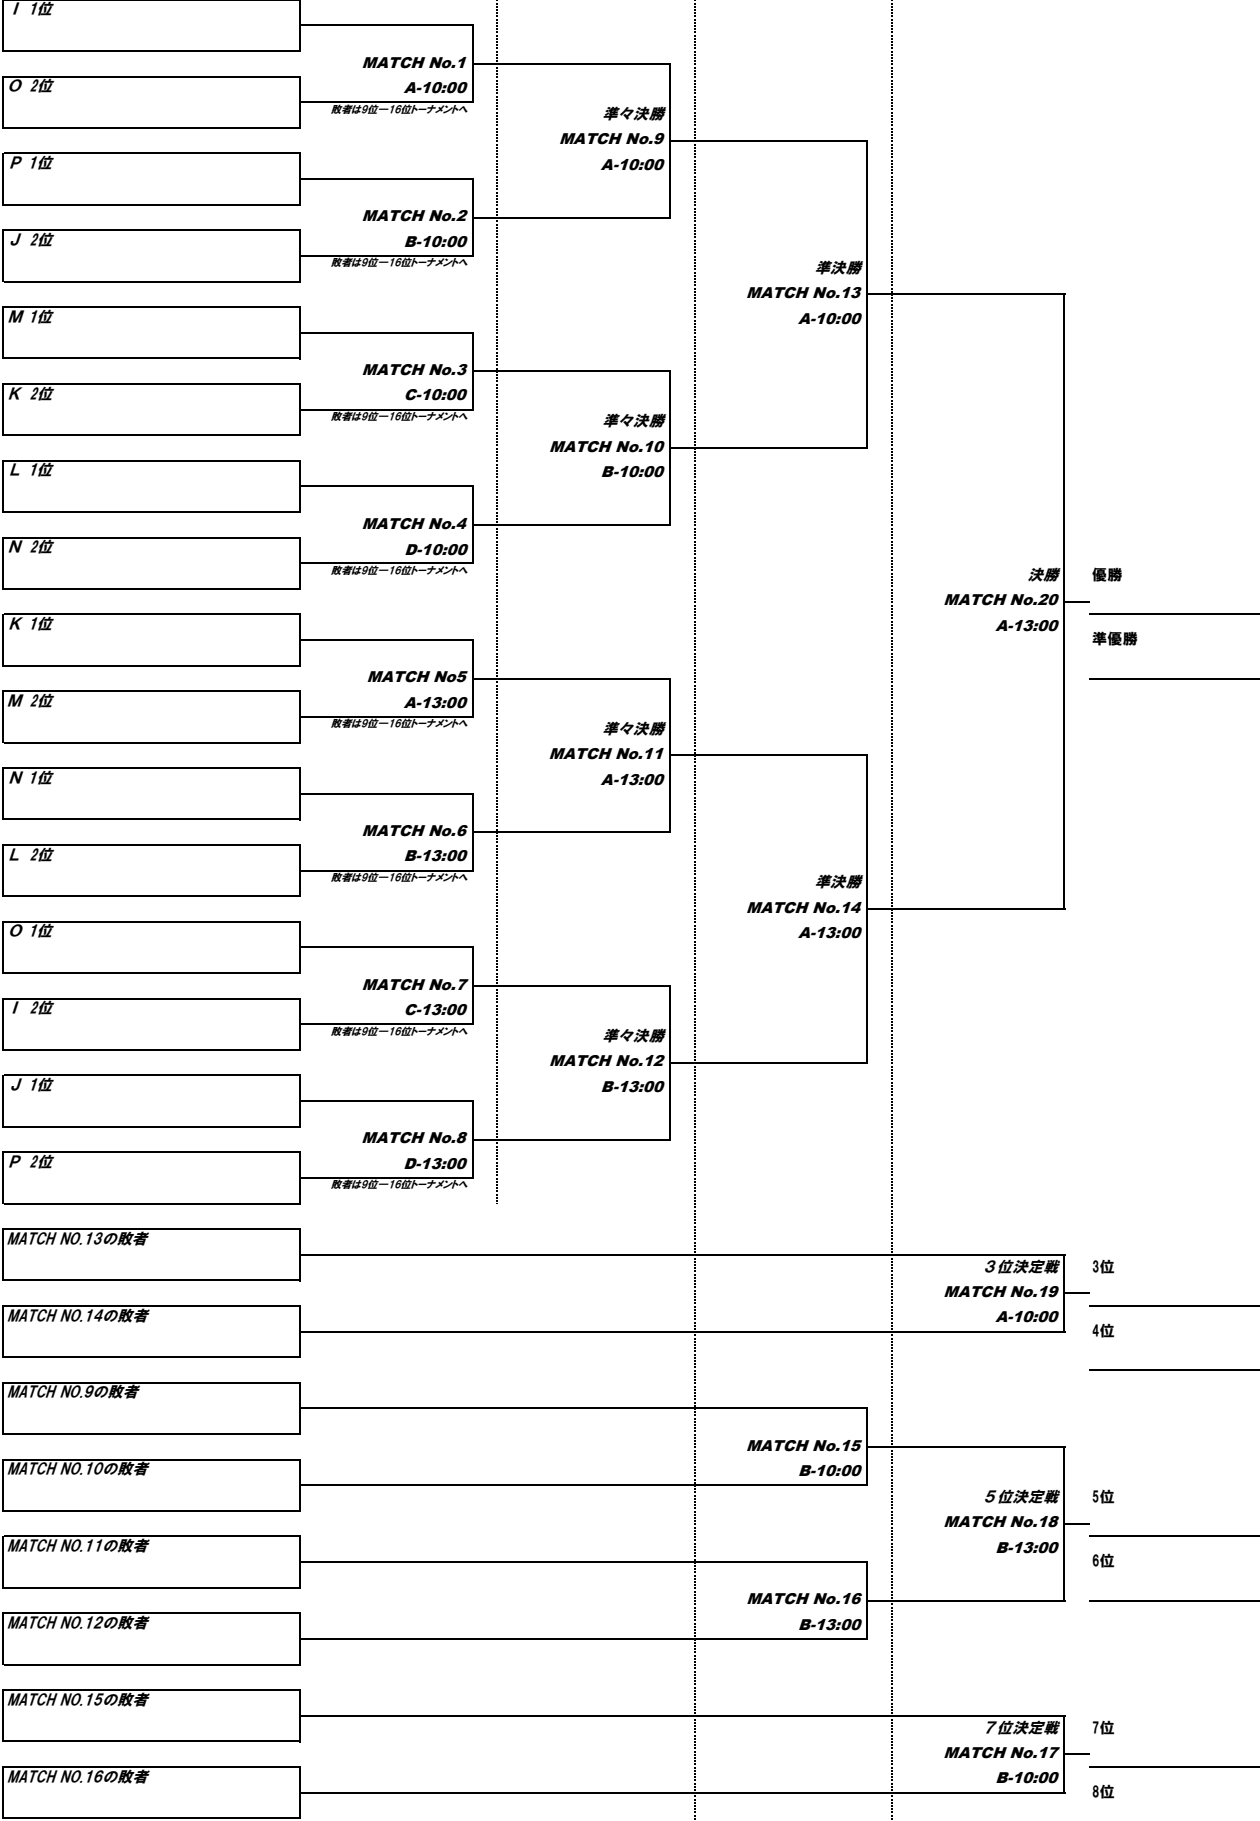 I 1位
MATCH No.1
O 2位
A-10:00
敗者は9位－16位トーナメントへ
準々決勝
MATCH No.9
P 1位
A-10:00
MATCH No.2
J 2位
B-10:00
敗者は9位－16位トーナメントへ
準決勝
MATCH No.13
M 1位
A-10:00
MATCH No.3
K 2位
C-10:00
敗者は9位－16位トーナメントへ
準々決勝
MATCH No.10
L 1位
B-10:00
MATCH No.4
N 2位
D-10:00
敗者は9位－16位トーナメントへ
決勝
優勝
MATCH No.20
K 1位
A-13:00
準優勝
MATCH No5
M 2位
A-13:00
敗者は9位－16位トーナメントへ
準々決勝
MATCH No.11
N 1位
A-13:00
MATCH No.6
L 2位
B-13:00
敗者は9位－16位トーナメントへ
準決勝
MATCH No.14
O 1位
A-13:00
MATCH No.7
I 2位
C-13:00
敗者は9位－16位トーナメントへ
準々決勝
MATCH No.12
J 1位
B-13:00
MATCH No.8
P 2位
D-13:00
敗者は9位－16位トーナメントへ
MATCH NO.13の敗者
３位決定戦
3位
MATCH No.19
MATCH NO.14の敗者
A-10:00
4位
MATCH NO.9の敗者
MATCH No.15
MATCH NO.10の敗者
B-10:00
５位決定戦
5位
MATCH No.18
MATCH NO.11の敗者
B-13:00
6位
MATCH No.16
MATCH NO.12の敗者
B-13:00
MATCH NO.15の敗者
７位決定戦
7位
MATCH No.17
MATCH NO.16の敗者
B-10:00
8位